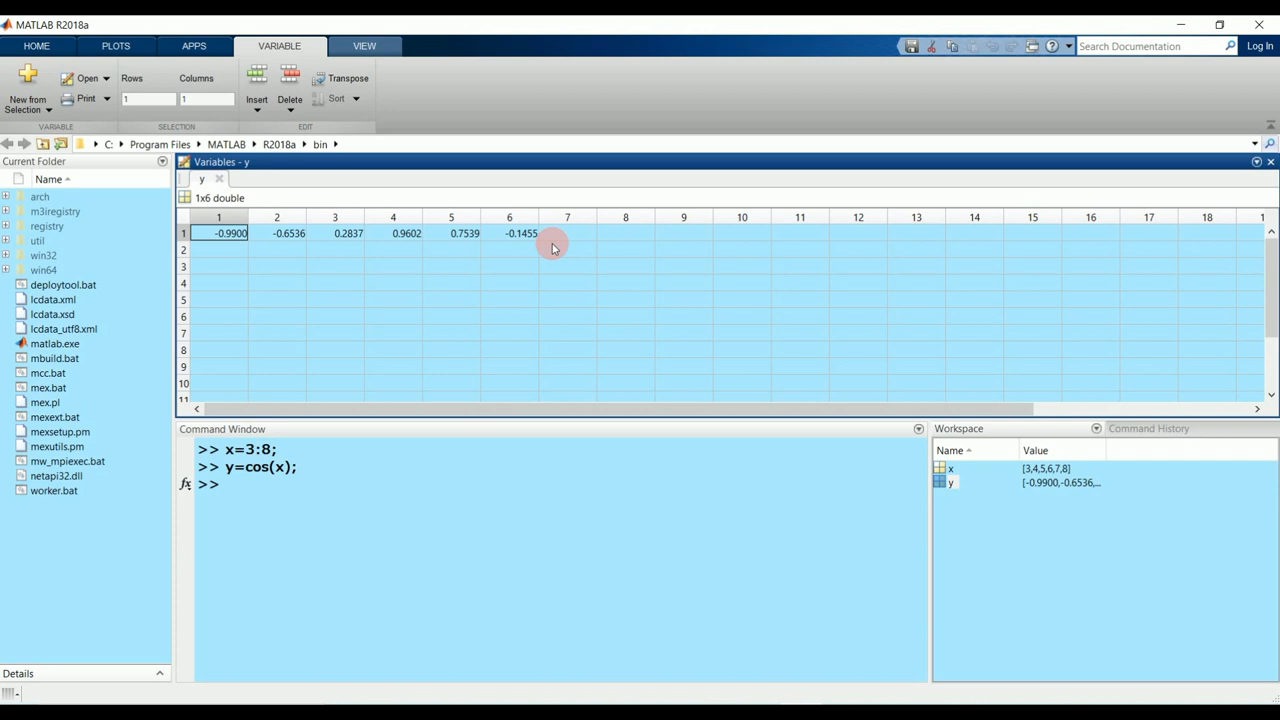 MATLAB R2018a
HOME PLOTS APPS VARIABLE VIEW
Search Documentation Log In
New from Selection
Open
Print
Rows Columns
1 1
Insert Delete
Transpose
Sort
VARIABLE SELECTION EDIT
C: Program Files MATLAB R2018a bin
Current Folder
Name
arch
m3iregistry
registry
util
win32
win64
deploytool.bat
lcdata.xml
lcdata.xsd
lcdata_utf8.xml
matlab.exe
mbuild.bat
mcc.bat
mex.bat
mex.pl
mexext.bat
mexsetup.pm
mexutils.pm
mw_mpiexec.bat
netapi32.dll
worker.bat
Details
Variables - y
y
1x6 double
1 2 3 4 5 6 7 8 9 10 11 12 13 14 15 16 17 18 1
1 -0.9900 -0.6536 0.2837 0.9602 0.7539 -0.1455
2
3
4
5
6
7
8
9
10
11
Command Window
>> x=3:8;
>> y=cos(x);
fx >>
Workspace
Command History
Name Value
x [3,4,5,6,7,8]
y [-0.9900,-0.6536,...